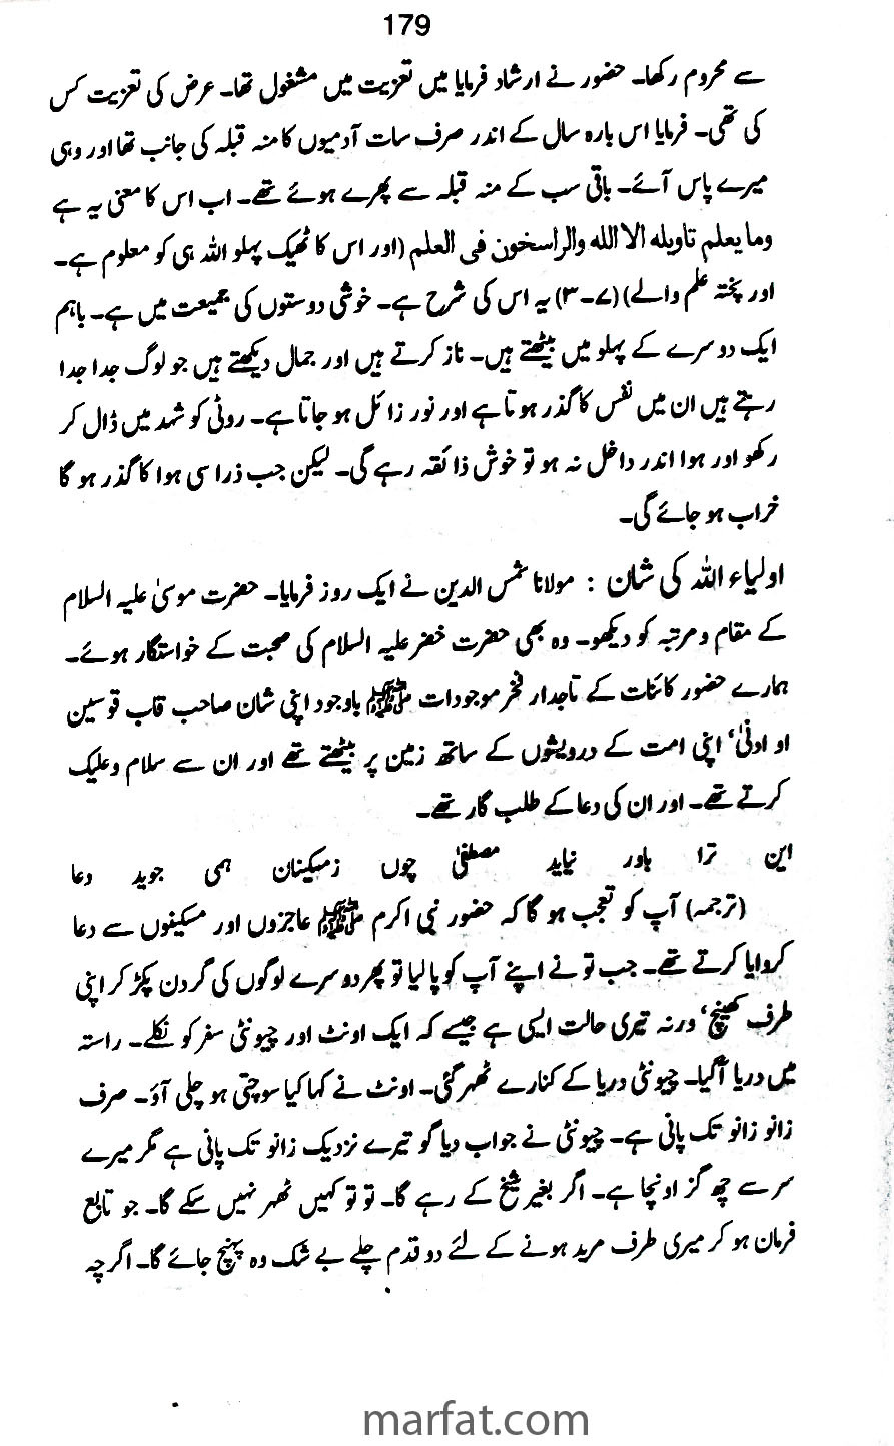 179
سے محروم رکھا۔ حضور نے ارشاد فرمایا میں تعزیت میں مشغول تھا۔ عرض کی تعزیت کس
کی تھی۔ فرمایا اس بارہ سال کے اندر صرف سات آدمیوں کا منہ قبلہ کی جانب تھا اور وہی
میرے پاس آئے۔ باقی سب کے منہ قبلہ سے پھرے ہوئے تھے۔ اب اس کا معنی یہ ہے
وما یعلم تاویلہ الا اللہ والراسخون فی العلم (اور اس کا ٹھیک پہلو اللہ ہی کو معلوم ہے۔
اور پختہ علم والے) (۷-۳) یہ اس کی شرح ہے۔ خوشی دوستوں کی جمیعت میں ہے۔ باہم
ایک دوسرے کے پہلو میں بیٹھتے ہیں۔ ناز کرتے ہیں اور جمال دیکھتے ہیں جو لوگ جدا جدا
رہتے ہیں ان میں نفس کا گذر ہوتا ہے اور نور زائل ہو جاتا ہے۔ روٹی کو شہد میں ڈال کر
رکھو اور ہوا اندر داخل نہ ہو تو خوش ذائقہ رہے گی۔ لیکن جب ذرا سی ہوا کا گذر ہو گا
خراب ہو جائے گی۔
اولیاء اللہ کی شان : مولانا شمس الدین نے ایک روز فرمایا۔ حضرت موسیٰ علیہ السلام
کے مقام و مرتبہ کو دیکھو۔ وہ بھی حضرت خضر علیہ السلام کی صحبت کے خواستگار ہوئے۔
ہمارے حضور کائنات کے تاجدار فخر موجودات ﷺ باوجود اپنی شان صاحب قاب قوسین
او ادنیٰ‘ اپنی امت کے درویشوں کے ساتھ زمین پر بیٹھتے تھے اور ان سے سلام و علیک
کرتے تھے۔ اور ان کی دعا کے طلب گار تھے۔
این ترا باور نیاید مصطفیٰ چوں زمسکینان ہمی جوید دعا
(ترجمہ) آپ کو تعجب ہو گا کہ حضور نبی اکرم ﷺ عاجزوں اور مسکینوں سے دعا
کروایا کرتے تھے۔ جب تو نے اپنے آپ کو پالیا تو پھر دوسرے لوگوں کی گردن پکڑ کر اپنی
طرف کھینچ‘ ورنہ تیری حالت ایسی ہے جیسے کہ ایک اونٹ اور چیونٹی سفر کو نکلے۔ راستہ
میں دریا آگیا۔ چیونٹی دریا کے کنارے ٹھہر گئی۔ اونٹ نے کہا کیا سوچتی ہو چلی آؤ۔ صرف
زانو زانو تک پانی ہے۔ چیونٹی نے جواب دیا گو تیرے نزدیک زانو تک پانی ہے مگر میرے
سر سے چھ گز اونچا ہے۔ اگر بغیر شیخ کے رہے گا۔ تو تو کہیں ٹھہر نہیں سکے گا۔ جو تابع
فرمان ہو کر میری طرف مرید ہونے کے لئے دو قدم چلے بے شک وہ پہنچ جائے گا۔ اگرچہ
marfat.com